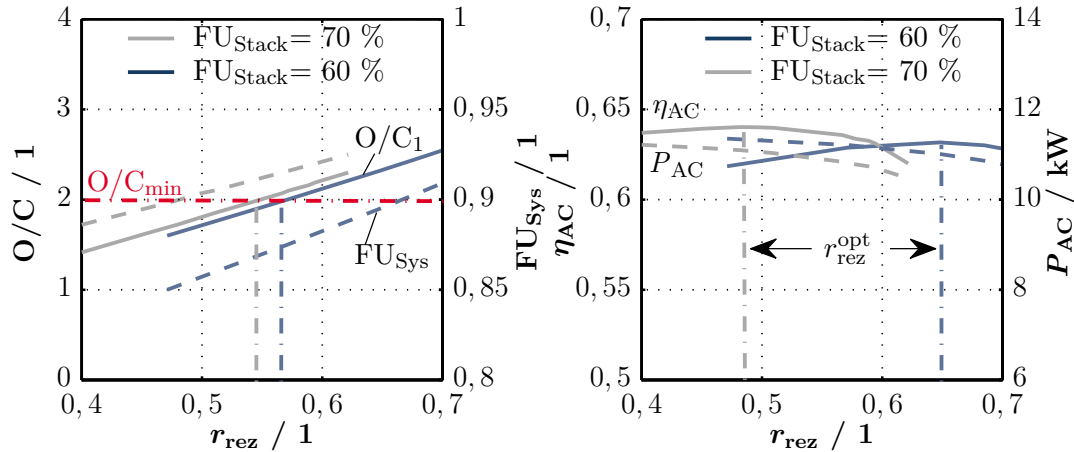 4
3
2
1
0
O/C / 1
FU_Stack= 70 %
FU_Stack= 60 %
O/C_1
O/C_min
FU_Sys
1
0,95
0,9
0,85
0,8
FU_Sys / 1
0,4 0,5 0,6 0,7
r_rez / 1
0,7
0,65
0,6
0,55
0,5
η_AC / 1
FU_Stack= 60 %
FU_Stack= 70 %
η_AC
P_AC
r_rez^opt
14
12
10
8
6
P_AC / kW
0,4 0,5 0,6 0,7
r_rez / 1